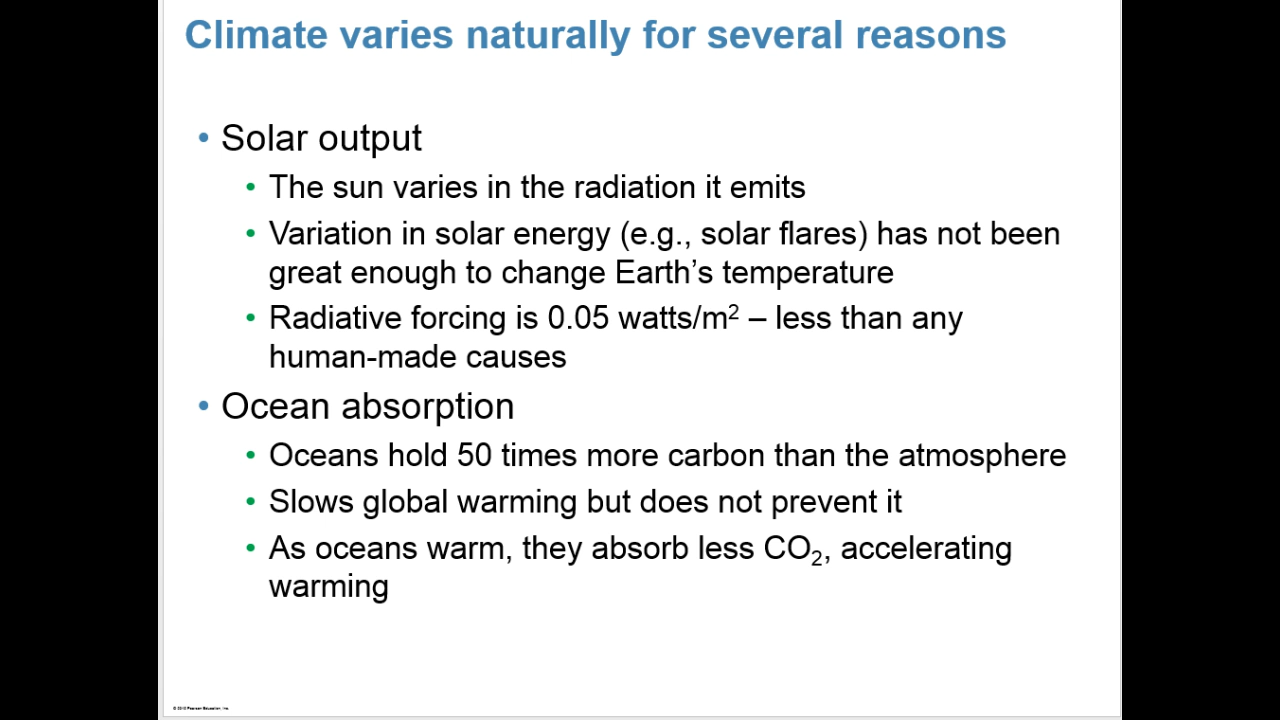 Climate varies naturally for several reasons
• Solar output
• The sun varies in the radiation it emits
• Variation in solar energy (e.g., solar flares) has not been
great enough to change Earth’s temperature
• Radiative forcing is 0.05 watts/m² – less than any
human-made causes
• Ocean absorption
• Oceans hold 50 times more carbon than the atmosphere
• Slows global warming but does not prevent it
• As oceans warm, they absorb less CO₂, accelerating
warming
Pearson Education, Inc.